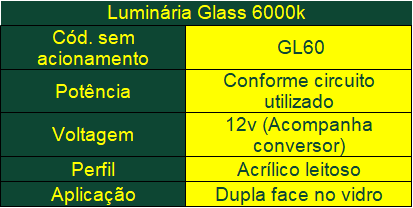 Luminária Glass 6000k
Cód. sem
acionamento
GL60
Potência
Conforme circuito
utilizado
Voltagem
12v (Acompanha
conversor)
Perfil
Acrílico leitoso
Aplicação
Dupla face no vidro